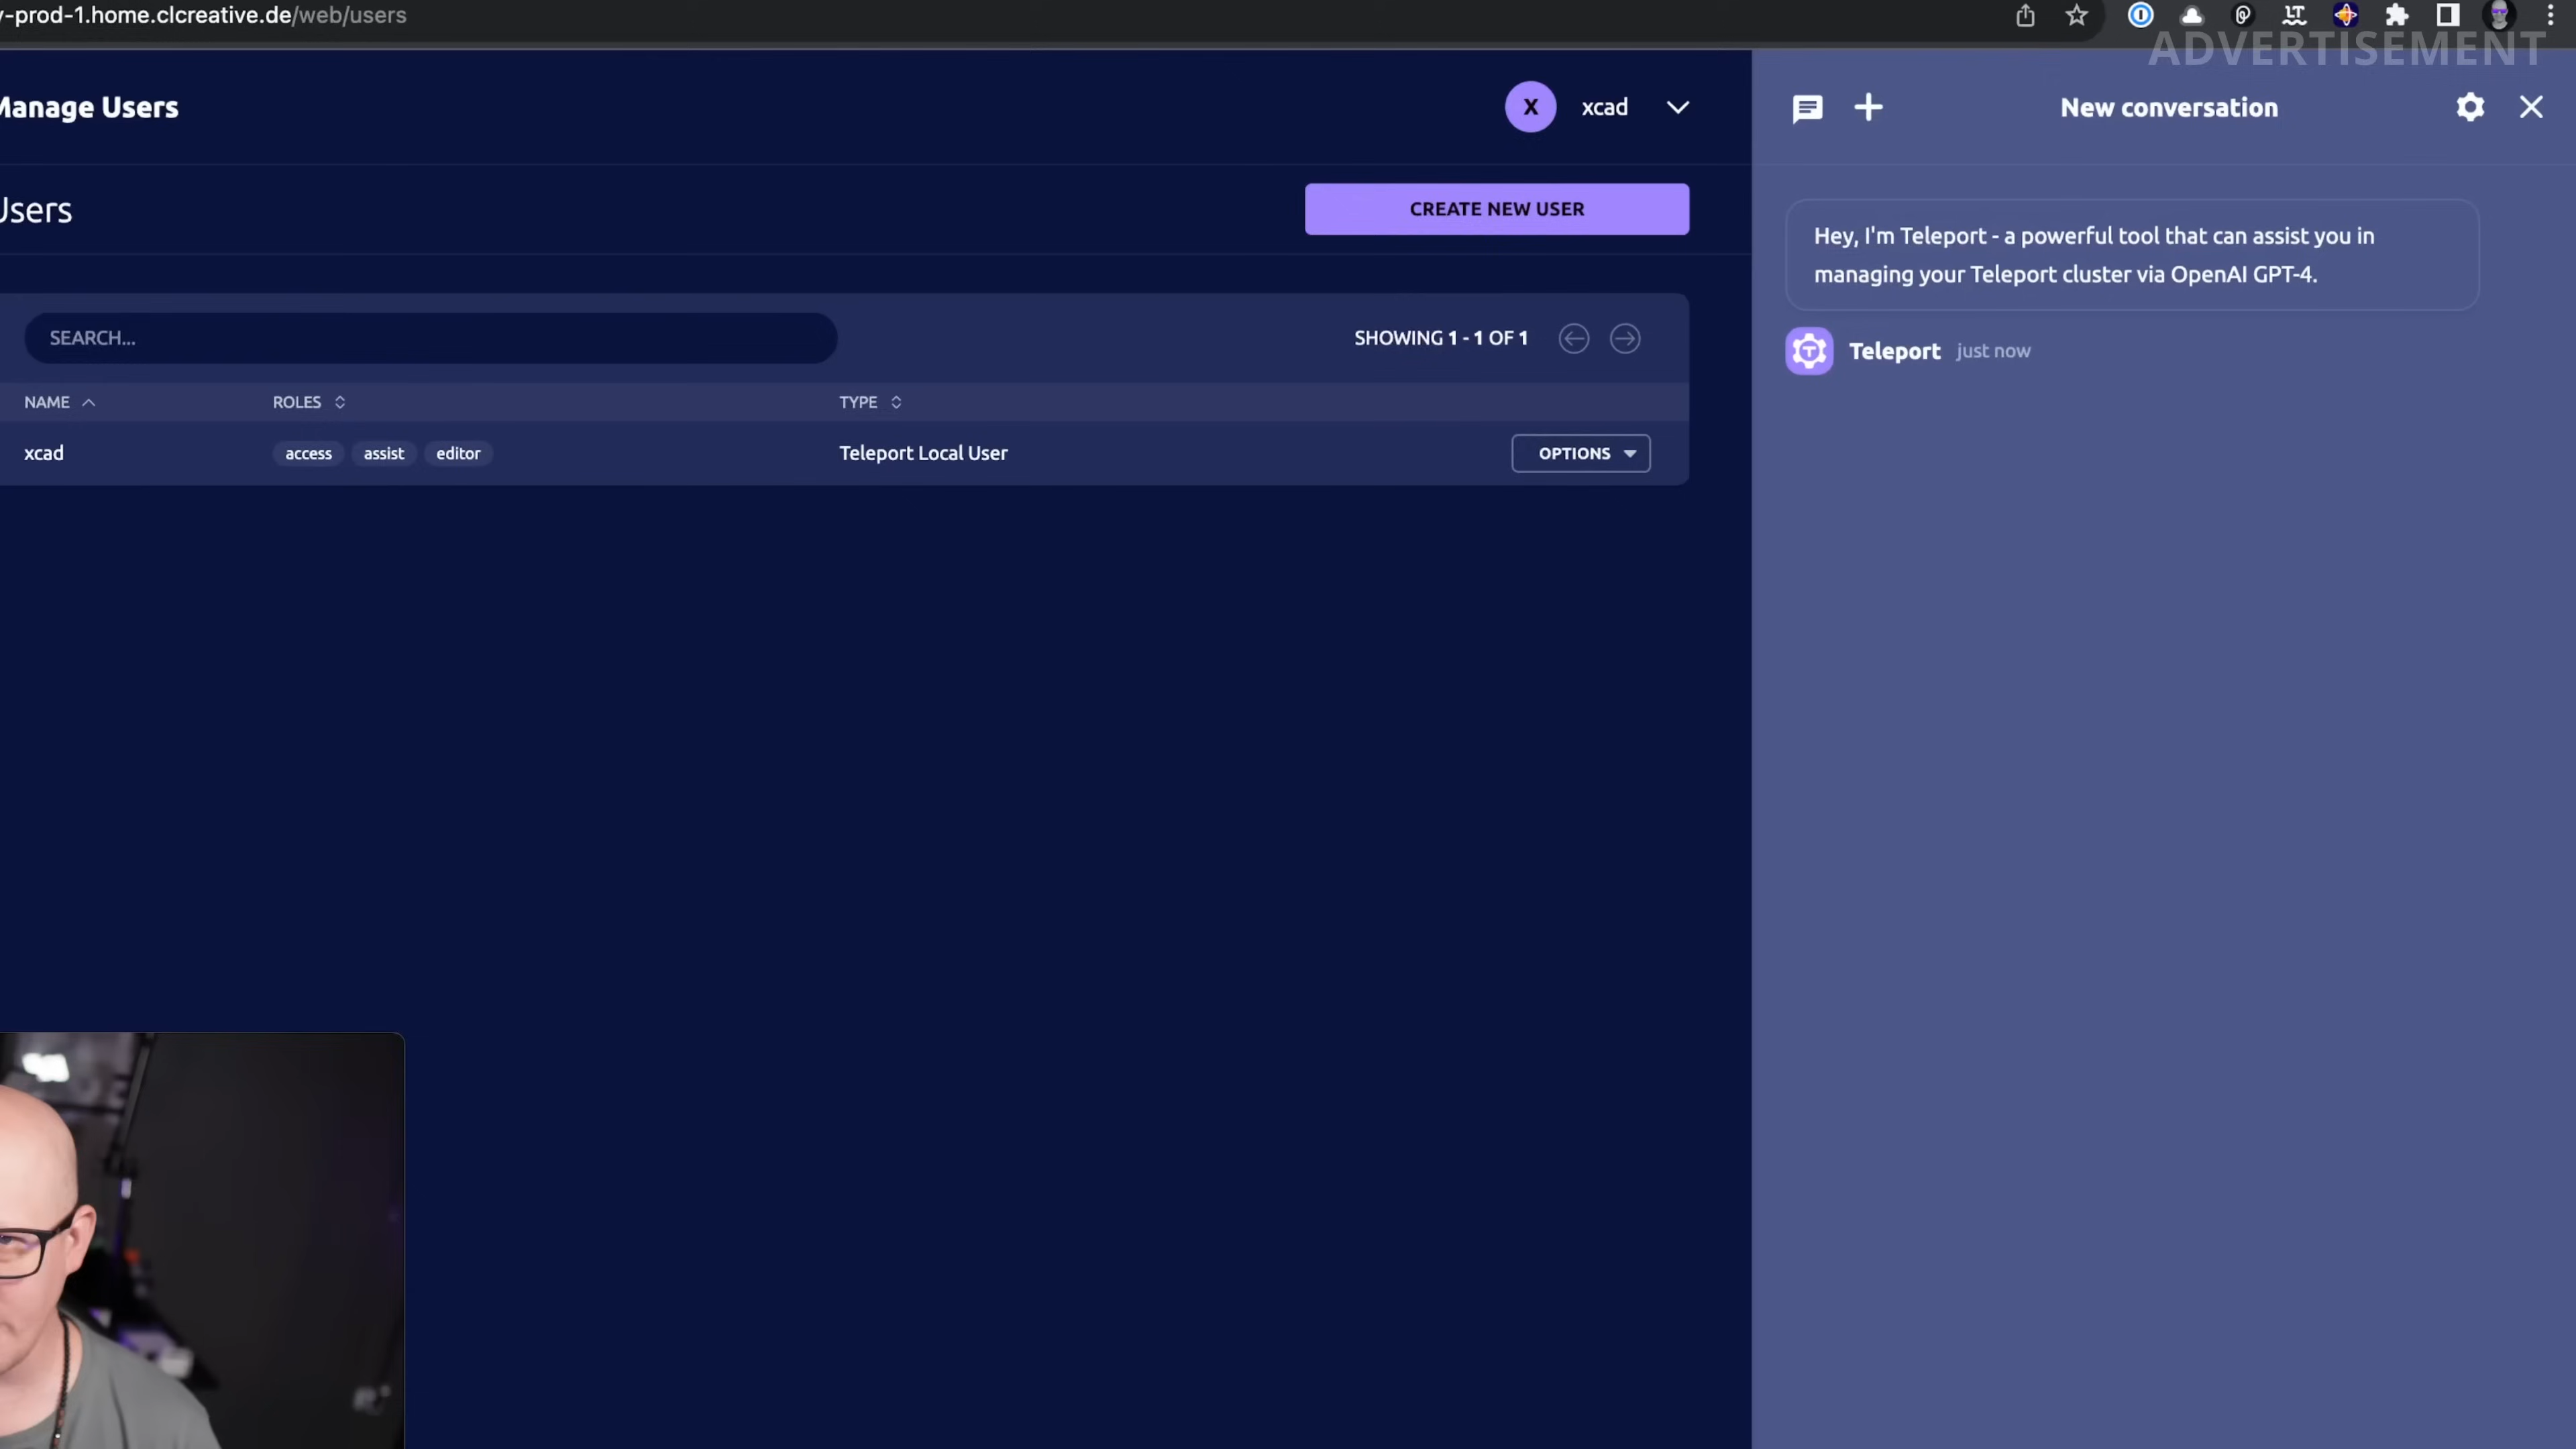 y-prod-1.home.clcreative.de/web/users
ADVERTISEMENT
Manage Users
X xcad
New conversation
Users
CREATE NEW USER
Hey, I'm Teleport - a powerful tool that can assist you in
managing your Teleport cluster via OpenAI GPT-4.
SEARCH...
SHOWING 1 - 1 OF 1
Teleport just now
NAME ROLES TYPE
xcad access assist editor Teleport Local User OPTIONS